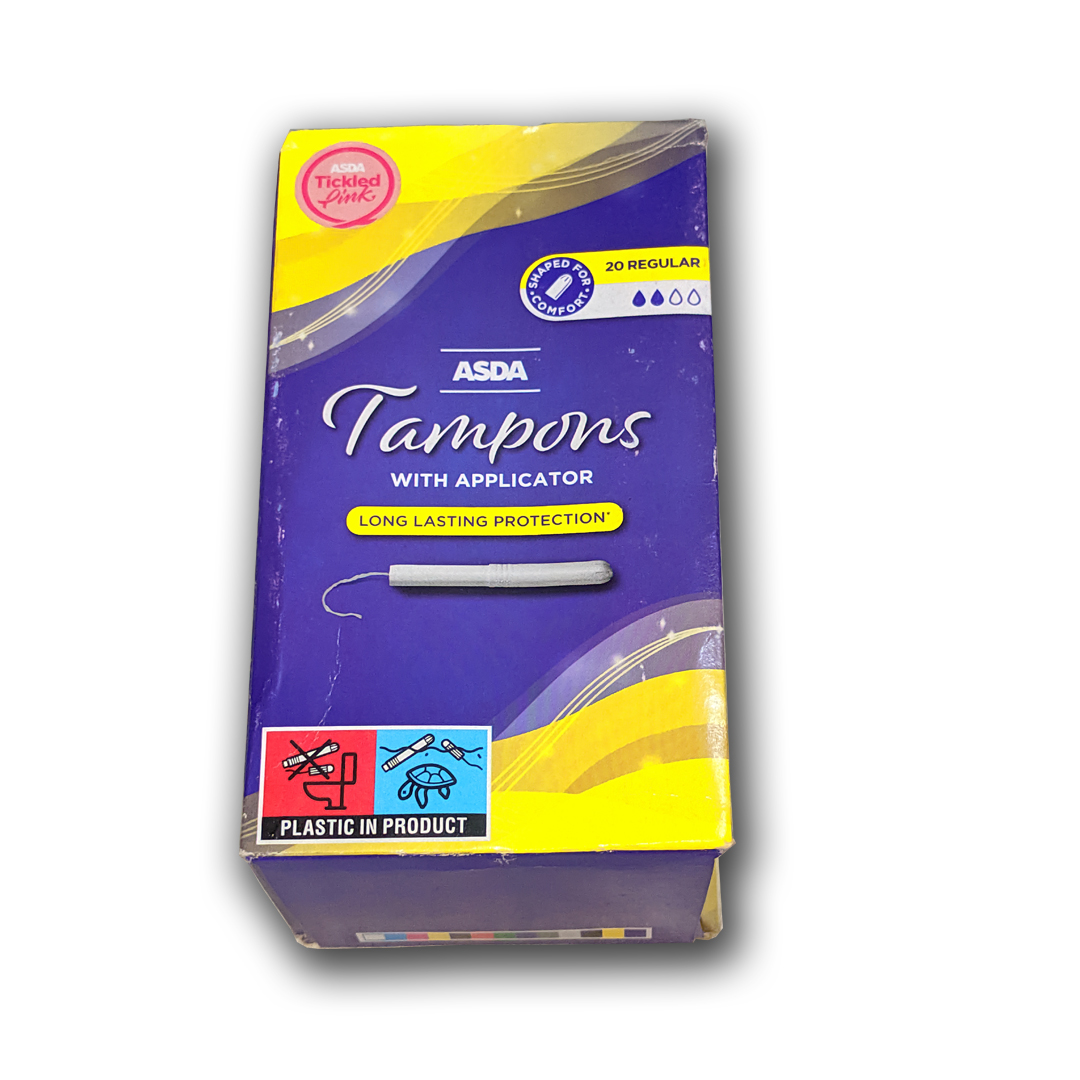 ASDA
Tickled
Pink
SHAPED FOR
COMFORT
20 REGULAR
ASDA
Tampons
WITH APPLICATOR
LONG LASTING PROTECTION*
PLASTIC IN PRODUCT